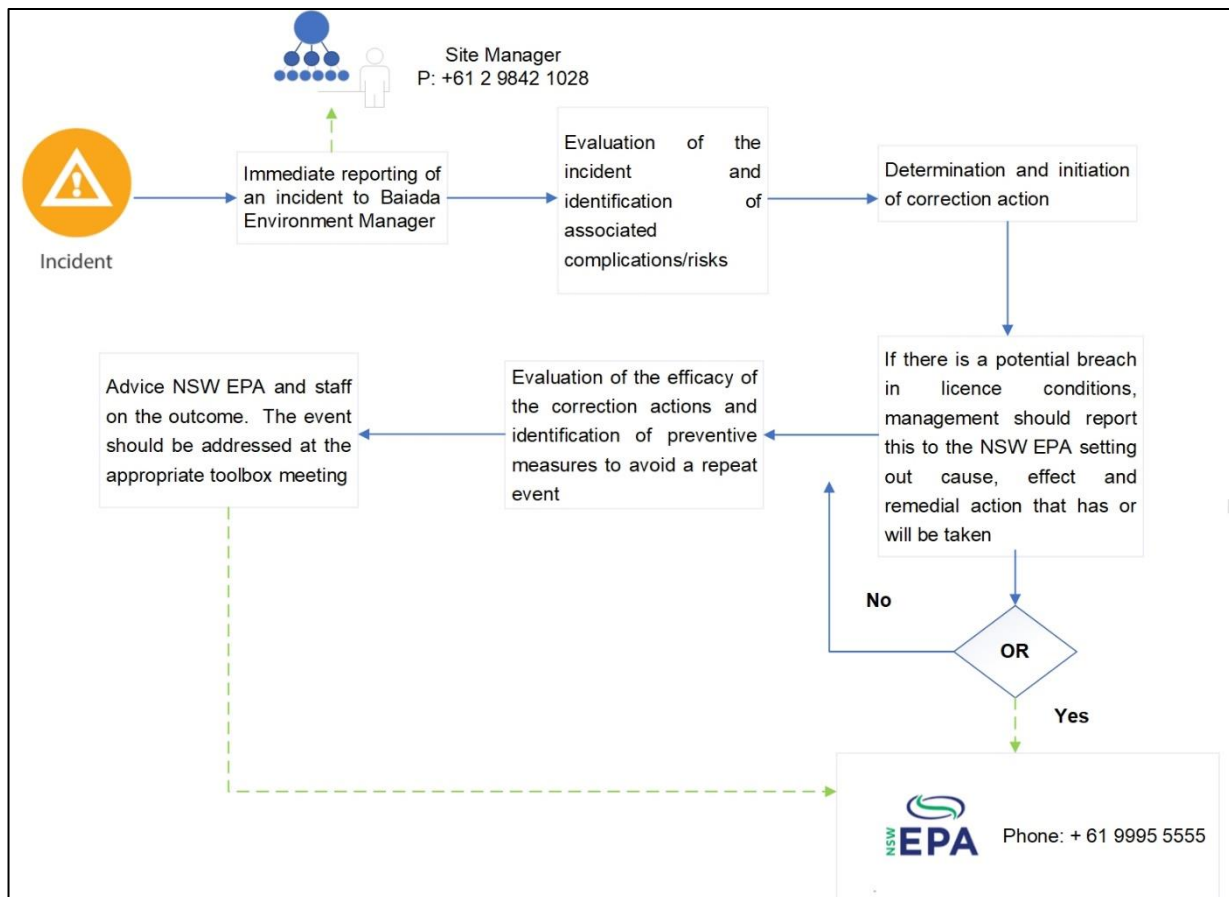 Site Manager
P: +61 2 9842 1028
Incident
Immediate reporting of
an incident to Baiada
Environment Manager
Evaluation of the
incident and
identification of
associated
complications/risks
Determination and initiation
of correction action
If there is a potential breach
in licence conditions,
management should report
this to the NSW EPA setting
out cause, effect and
remedial action that has or
will be taken
Evaluation of the efficacy of
the correction actions and
identification of preventive
measures to avoid a repeat
event
Advice NSW EPA and staff
on the outcome. The event
should be addressed at the
appropriate toolbox meeting
No
OR
Yes
NSW
EPA
Phone: + 61 9995 5555